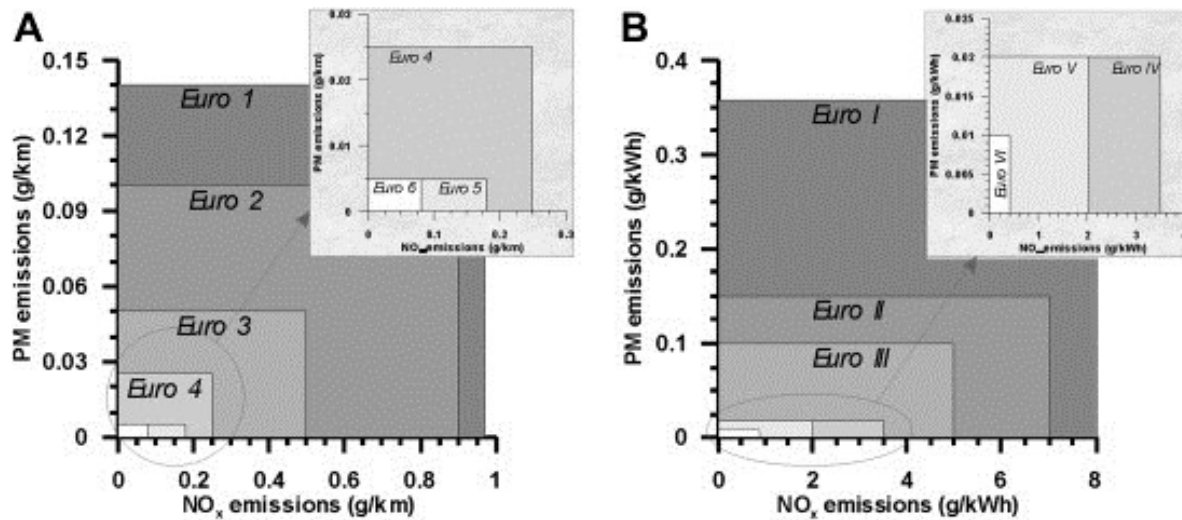 A
PM emissions (g/km)
0.15
0.12
0.09
0.06
0.03
0
0
0.2
0.4
0.6
0.8
1
NOx emissions (g/km)
Euro 1
Euro 2
Euro 3
Euro 4
PM emissions (g/km)
0.03
0.02
0.01
0
0
0.1
0.2
0.3
NOx emissions (g/km)
Euro 4
Euro 6
Euro 5
B
PM emissions (g/kWh)
0.4
0.3
0.2
0.1
0
0
2
4
6
8
NOx emissions (g/kWh)
Euro I
Euro II
Euro III
PM emissions (g/kWh)
0.025
0.02
0.015
0.01
0.005
0
0
1
2
3
NOx emissions (g/kWh)
Euro V
Euro IV
Euro VI